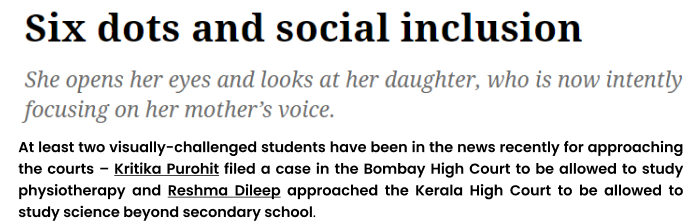 Six dots and social inclusion
She opens her eyes and looks at her daughter, who is now intently
focusing on her mother’s voice.
At least two visually-challenged students have been in the news recently for approaching
the courts – Kritika Purohit filed a case in the Bombay High Court to be allowed to study
physiotherapy and Reshma Dileep approached the Kerala High Court to be allowed to
study science beyond secondary school.